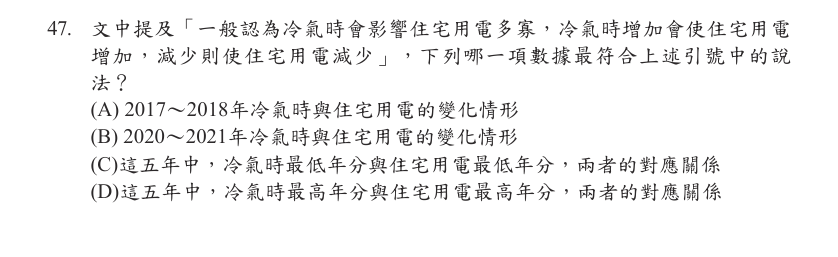 47. 文中提及「一般認為冷氣時會影響住宅用電多寡，冷氣時增加會使住宅用電
增加，減少則使住宅用電減少」，下列哪一項數據最符合上述引號中的說
法？
(A) 2017～2018年冷氣時與住宅用電的變化情形
(B) 2020～2021年冷氣時與住宅用電的變化情形
(C)這五年中，冷氣時最低年分與住宅用電最低年分，兩者的對應關係
(D)這五年中，冷氣時最高年分與住宅用電最高年分，兩者的對應關係